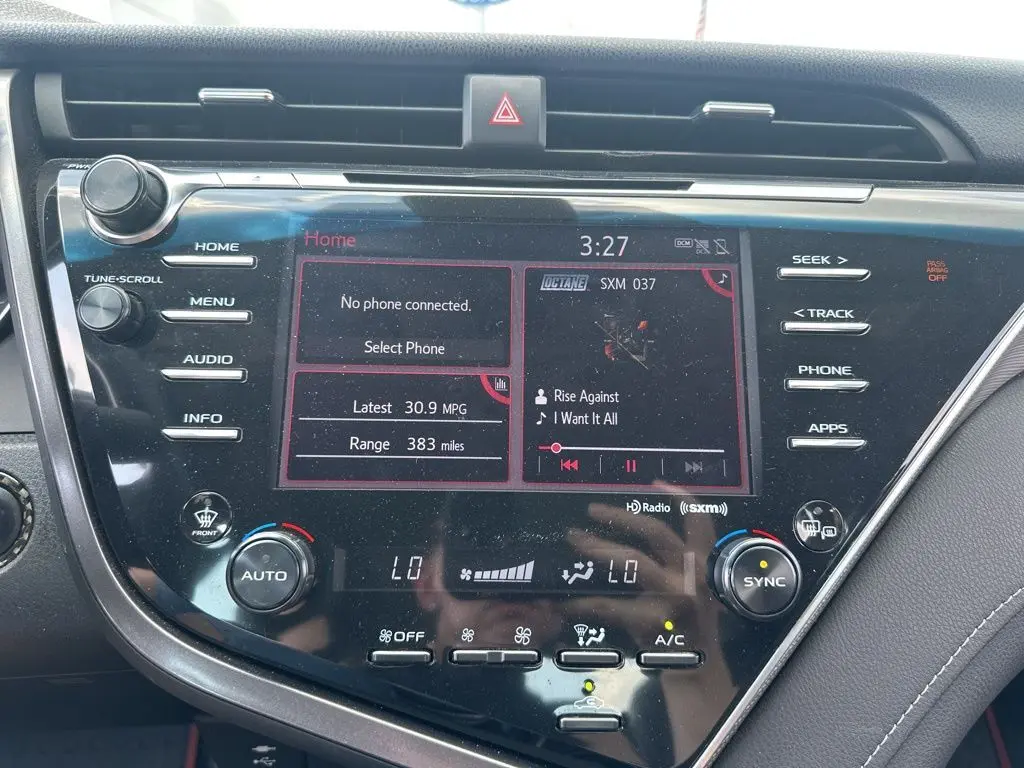 PWR
HOME
TUNE•SCROLL
MENU
AUDIO
INFO
Home
3:27
DCM
No phone connected.
Select Phone
Latest 30.9 MPG
Range 383 miles
OCTANE SXM 037
Rise Against
I Want It All
SEEK >
< TRACK
PHONE
APPS
PASS
AIRBAG
OFF
HD Radio ((sxm))
FRONT
AUTO
LO
LO
SYNC
OFF
A/C